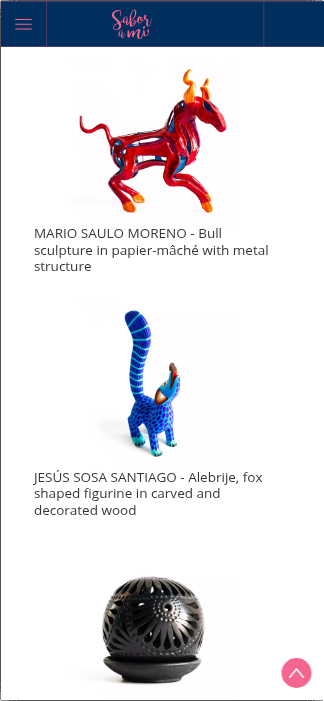 Sabor
a mí
MARIO SAULO MORENO - Bull
sculpture in papier-mâché with metal
structure
JESÚS SOSA SANTIAGO - Alebrije, fox
shaped figurine in carved and
decorated wood